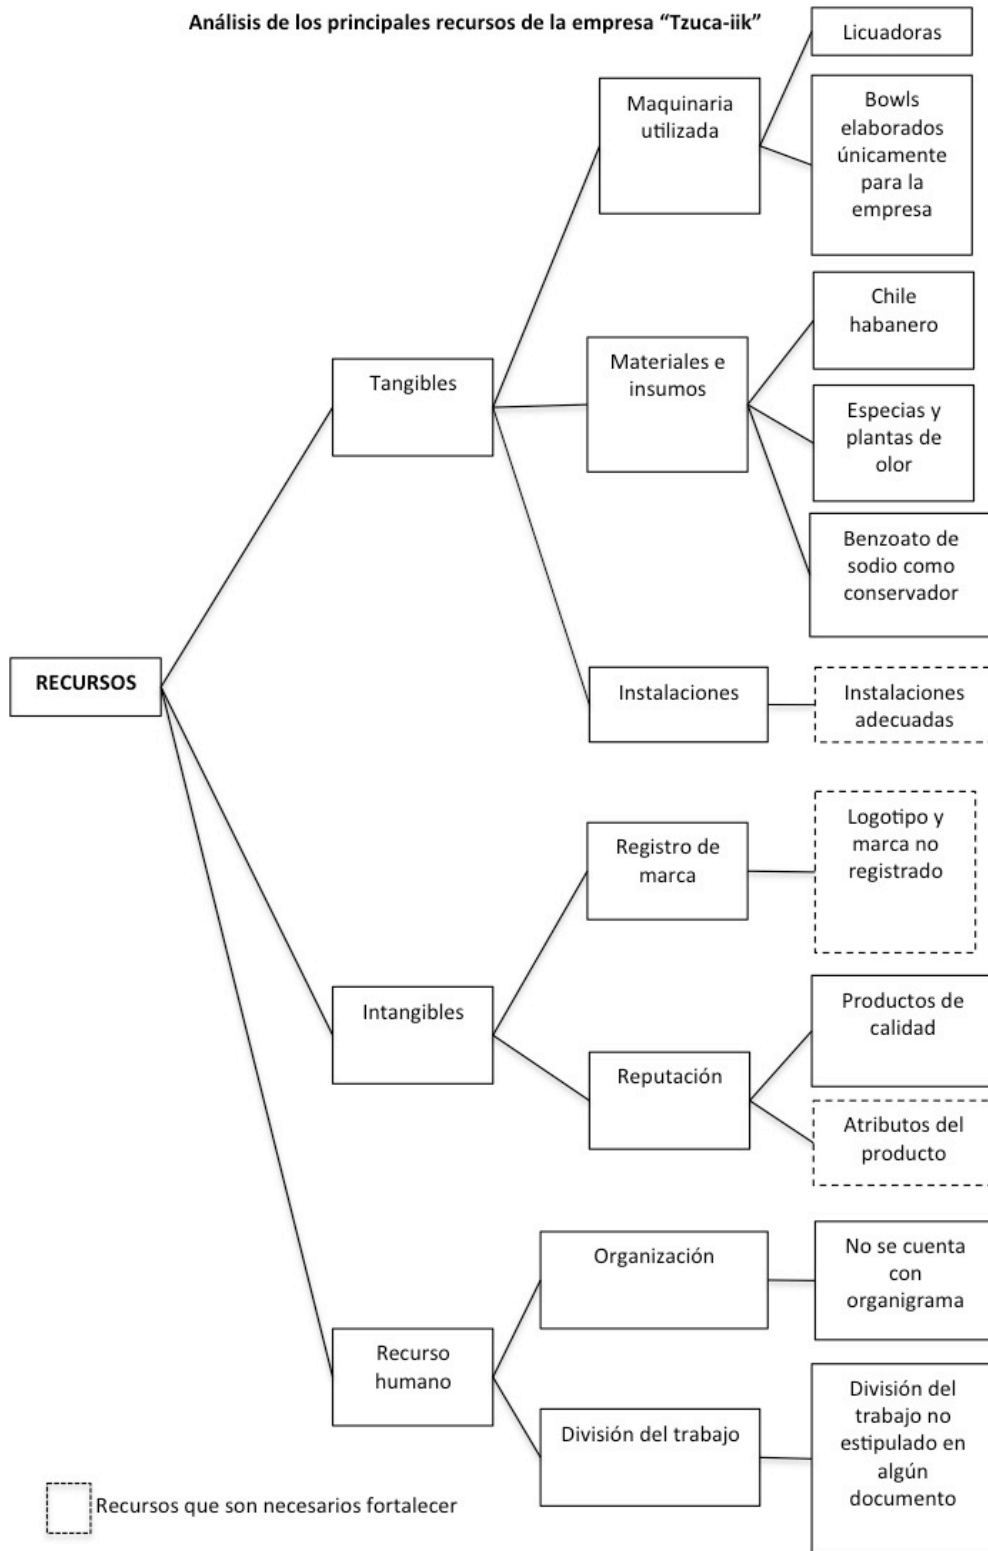 Análisis de los principales recursos de la empresa “Tzuca-iik”
Licuadoras
Maquinaria
utilizada
Bowls
elaborados
únicamente
para la
empresa
Chile
habanero
Tangibles
Materiales e
insumos
Especias y
plantas de
olor
Benzoato de
sodio como
conservador
RECURSOS
Instalaciones
Instalaciones
adecuadas
Logotipo y
marca no
registrado
Registro de
marca
Productos de
calidad
Intangibles
Reputación
Atributos del
producto
Organización
No se cuenta
con
organigrama
Recurso
humano
División del trabajo
División del
trabajo no
estipulado en
algún
documento
Recursos que son necesarios fortalecer